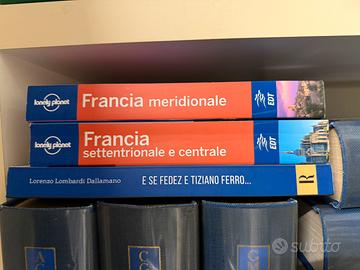 lonely planet
Francia meridionale
EDT
lonely planet
Francia
settentrionale e centrale
EDT
Lorenzo Lombardi Dallamano
E SE FEDEZ E TIZIANO FERRO...
R
A
C
C
G
subito